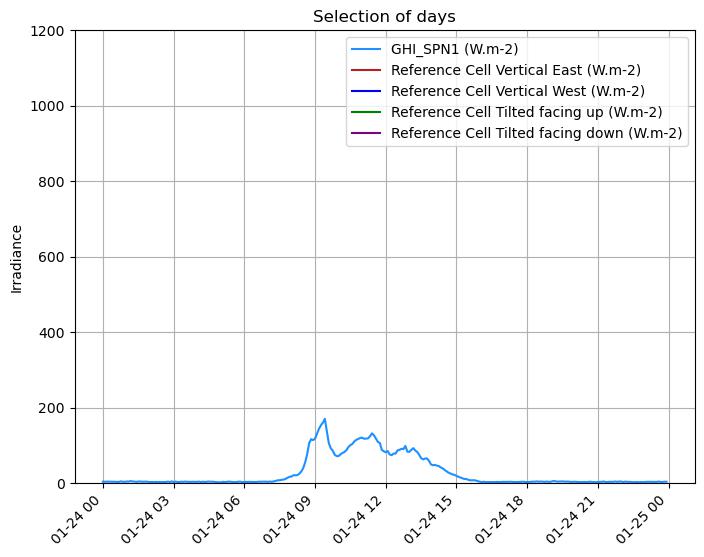 Selection of days
GHI_SPN1 (W.m-2)
Reference Cell Vertical East (W.m-2)
Reference Cell Vertical West (W.m-2)
Reference Cell Tilted facing up (W.m-2)
Reference Cell Tilted facing down (W.m-2)
Irradiance
1200
1000
800
600
400
200
0
01-24 00
01-24 03
01-24 06
01-24 09
01-24 12
01-24 15
01-24 18
01-24 21
01-25 00